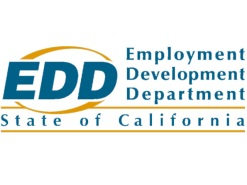 EDD
Employment
Development
Department
State of California